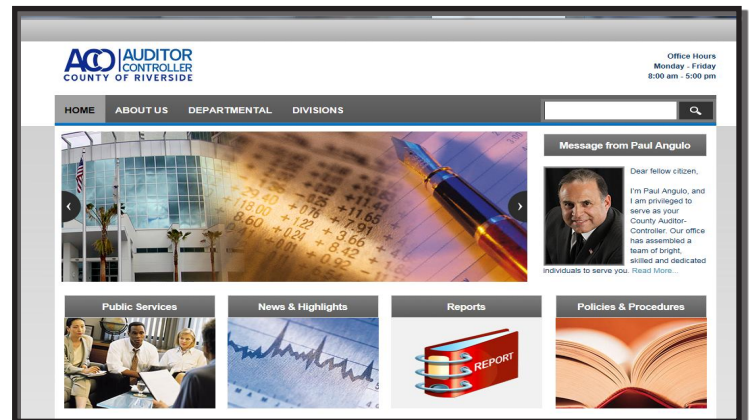 ACO AUDITOR
CONTROLLER
COUNTY OF RIVERSIDE
Office Hours
Monday - Friday
8:00 am - 5:00 pm
HOME ABOUT US DEPARTMENTAL DIVISIONS
Message from Paul Angulo
Dear fellow citizen,
I'm Paul Angulo, and
I am privileged to
serve as your
County Auditor-
Controller. Our office
has assembled a
team of bright,
skilled and dedicated
individuals to serve you. Read More...
Public Services
News & Highlights
Reports
Policies & Procedures
REPORT